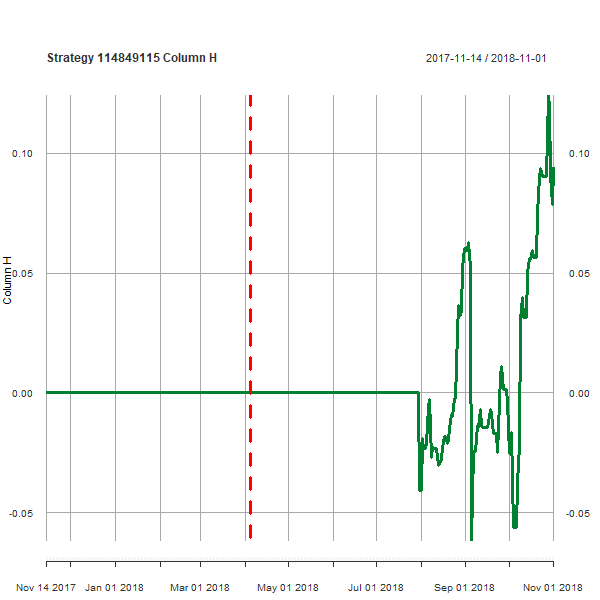 Strategy 114849115 Column H
2017-11-14 / 2018-11-01
0.10 0.10
0.05 0.05
Column H
0.00 0.00
-0.05 -0.05
Nov 14 2017 Jan 01 2018 Mar 01 2018 May 01 2018 Jul 01 2018 Sep 01 2018 Nov 01 2018